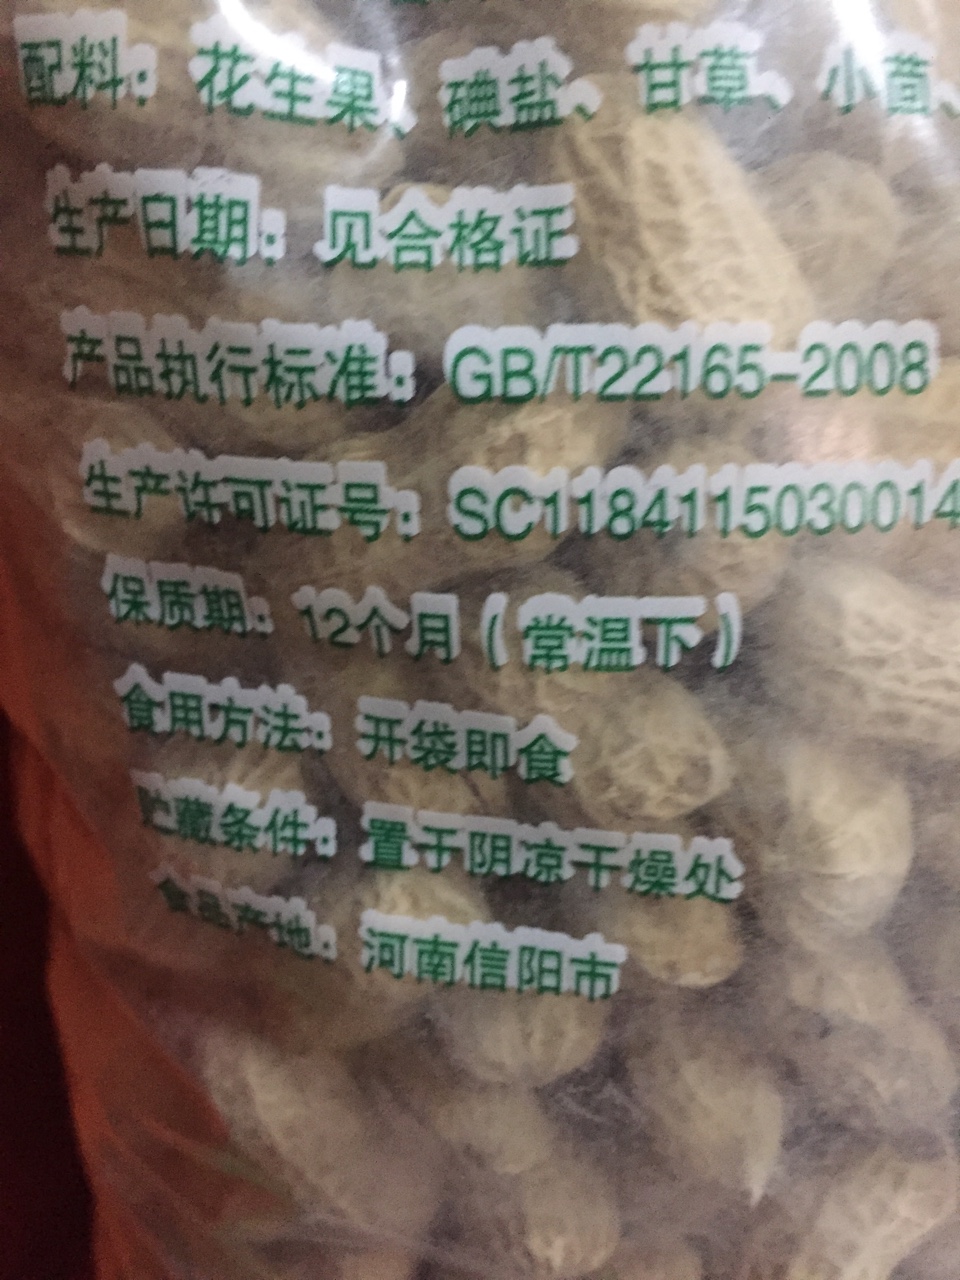 配料：花生果、碘盐、甘草、小茴、
生产日期：见合格证
产品执行标准：GB/T22165-2008
生产许可证号：SC1184115030014
保质期：12个月（常温下）
食用方法：开袋即食
贮藏条件：置于阴凉干燥处
食品产地：河南信阳市